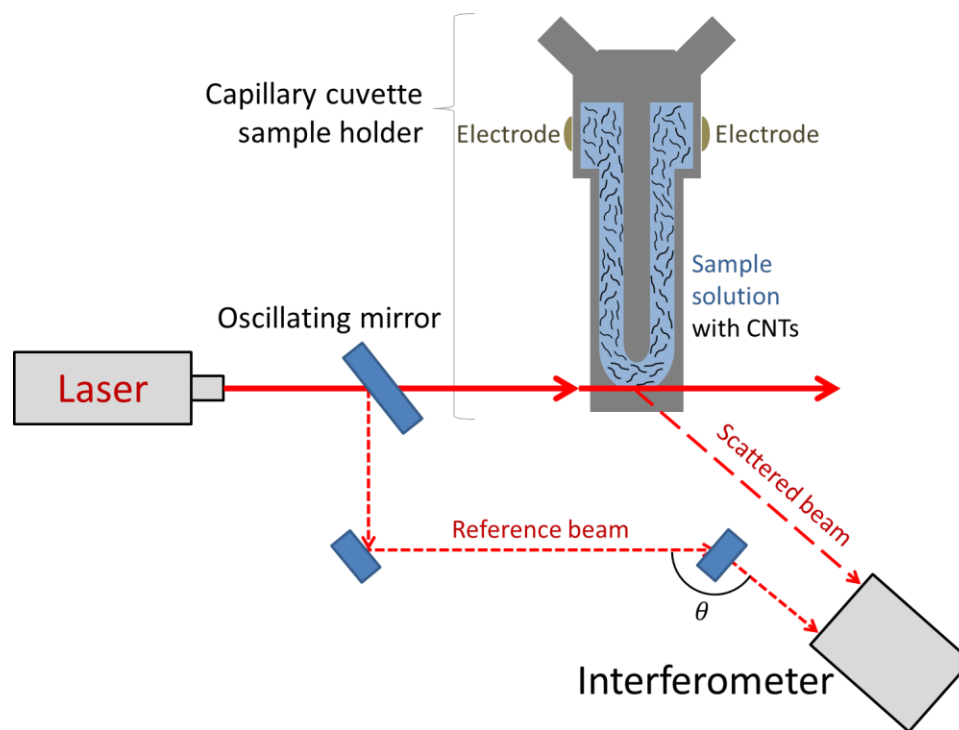 Capillary cuvette
sample holder
Electrode
Electrode
Sample
solution
with CNTs
Oscillating mirror
Laser
Scattered beam
Reference beam
θ
Interferometer